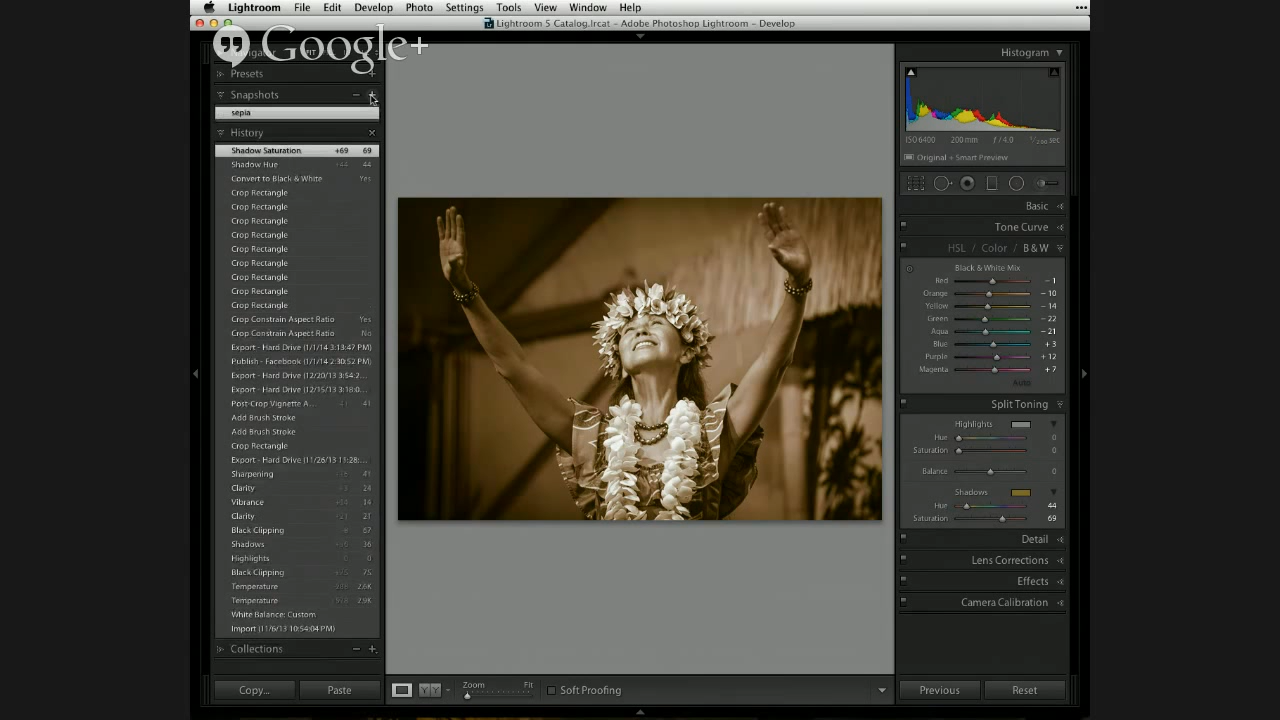 Lightroom File Edit Develop Photo Settings Tools View Window Help
Lightroom 5 Catalog.lrcat - Adobe Photoshop Lightroom - Develop
Google+
Presets
Snapshots
sepia
History
Shadow Saturation +69 69
Shadow Hue +44 44
Convert to Black & White Yes
Crop Rectangle
Crop Rectangle
Crop Rectangle
Crop Rectangle
Crop Rectangle
Crop Rectangle
Crop Rectangle
Crop Rectangle
Crop Rectangle
Crop Constrain Aspect Ratio Yes
Crop Constrain Aspect Ratio No
Export - Hard Drive (1/1/14 3:13:47 PM)
Publish - Facebook (1/1/14 2:30:52 PM)
Export - Hard Drive (12/20/13 3:54:2...
Export - Hard Drive (12/15/13 3:18:0...
Post-Crop Vignette A... 41
Add Brush Stroke
Add Brush Stroke
Crop Rectangle
Export - Hard Drive (11/26/13 11:28:...
Sharpening 41
Clarity 24
Vibrance 14
Clarity 21
Black Clipping 67
Shadows 36
Highlights
Black Clipping 75
Temperature 2.6K
Temperature 2.9K
White Balance: Custom
Import (11/6/13 10:54:04 PM)
Collections
Copy... Paste
Zoom Fit
Soft Proofing
Histogram
ISO 6400 200 mm f / 4.0 1/200 sec
Original + Smart Preview
Basic
Tone Curve
HSL / Color / B & W
Black & White Mix
Red - 1
Orange - 10
Yellow - 14
Green - 22
Aqua - 21
Blue + 3
Purple + 12
Magenta + 7
Auto
Split Toning
Highlights
Hue 0
Saturation 0
Balance 0
Shadows
Hue 44
Saturation 69
Detail
Lens Corrections
Effects
Camera Calibration
Previous Reset